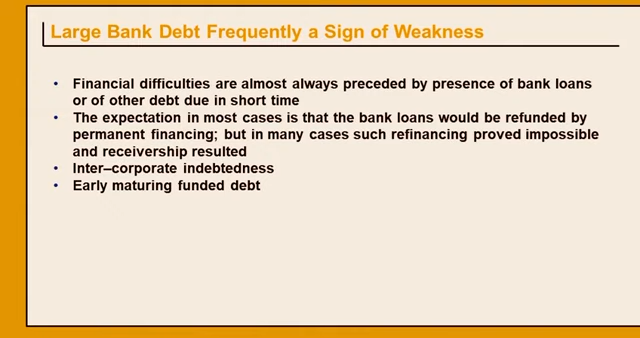 Large Bank Debt Frequently a Sign of Weakness
• Financial difficulties are almost always preceded by presence of bank loans
or of other debt due in short time
• The expectation in most cases is that the bank loans would be refunded by
permanent financing; but in many cases such refinancing proved impossible
and receivership resulted
• Inter–corporate indebtedness
• Early maturing funded debt